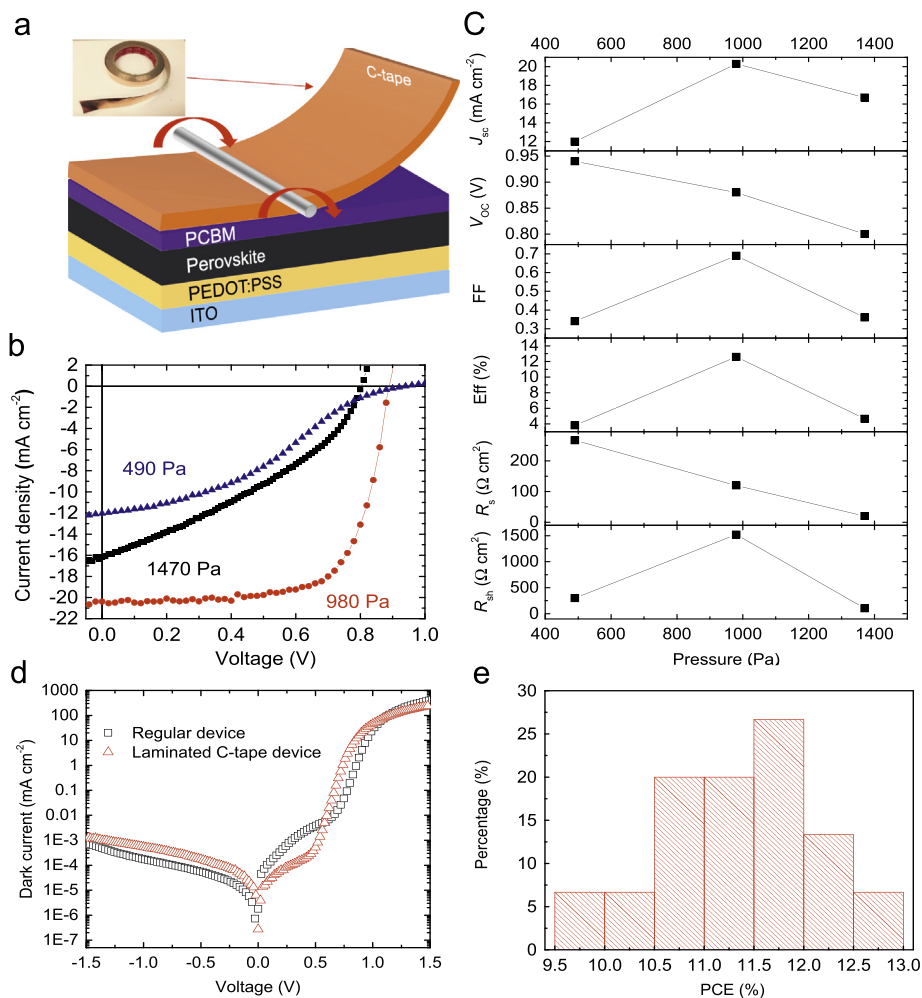 a
C-tape
PCBM
Perovskite
PEDOT:PSS
ITO
b
2
0
-2
-4
-6
-8
-10
-12
-14
-16
-18
-20
-22
Current density (mA cm⁻²)
490 Pa
1470 Pa
980 Pa
0.0 0.2 0.4 0.6 0.8 1.0
Voltage (V)
C
400 600 800 1000 1200 1400
20
18
16
14
12
Jsc (mA cm⁻²)
0.95
0.90
0.85
0.80
VOC (V)
0.7
0.6
0.5
0.4
0.3
FF
14
12
10
8
6
4
Eff (%)
200
100
0
Rs (Ω cm²)
1500
1000
500
0
Rsh (Ω cm²)
400 600 800 1000 1200 1400
Pressure (Pa)
d
1000
100
10
1
0.1
0.01
1E-3
1E-4
1E-5
1E-6
1E-7
Dark current (mA cm⁻²)
Regular device
Laminated C-tape device
-1.5 -1.0 -0.5 0.0 0.5 1.0 1.5
Voltage (V)
e
30
25
20
15
10
5
0
Percentage (%)
9.5 10.0 10.5 11.0 11.5 12.0 12.5 13.0
PCE (%)